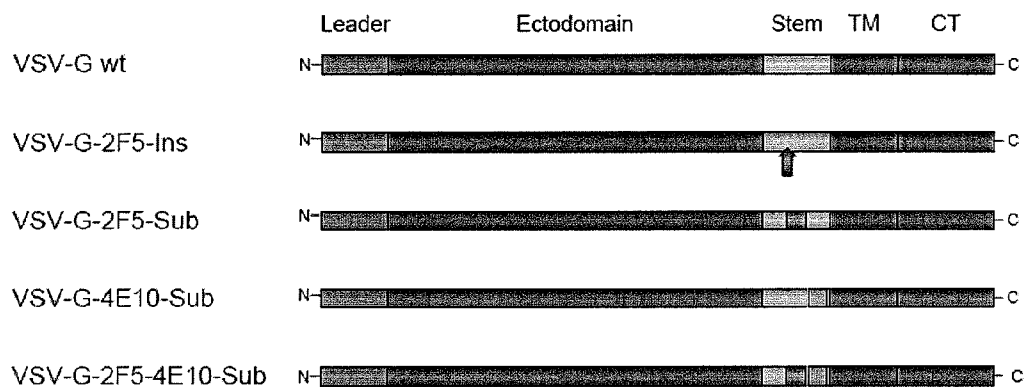 Leader Ectodomain Stem TM CT
VSV-G wt N- -C
VSV-G-2F5-Ins N- -C
VSV-G-2F5-Sub N- -C
VSV-G-4E10-Sub N- -C
VSV-G-2F5-4E10-Sub N- -C